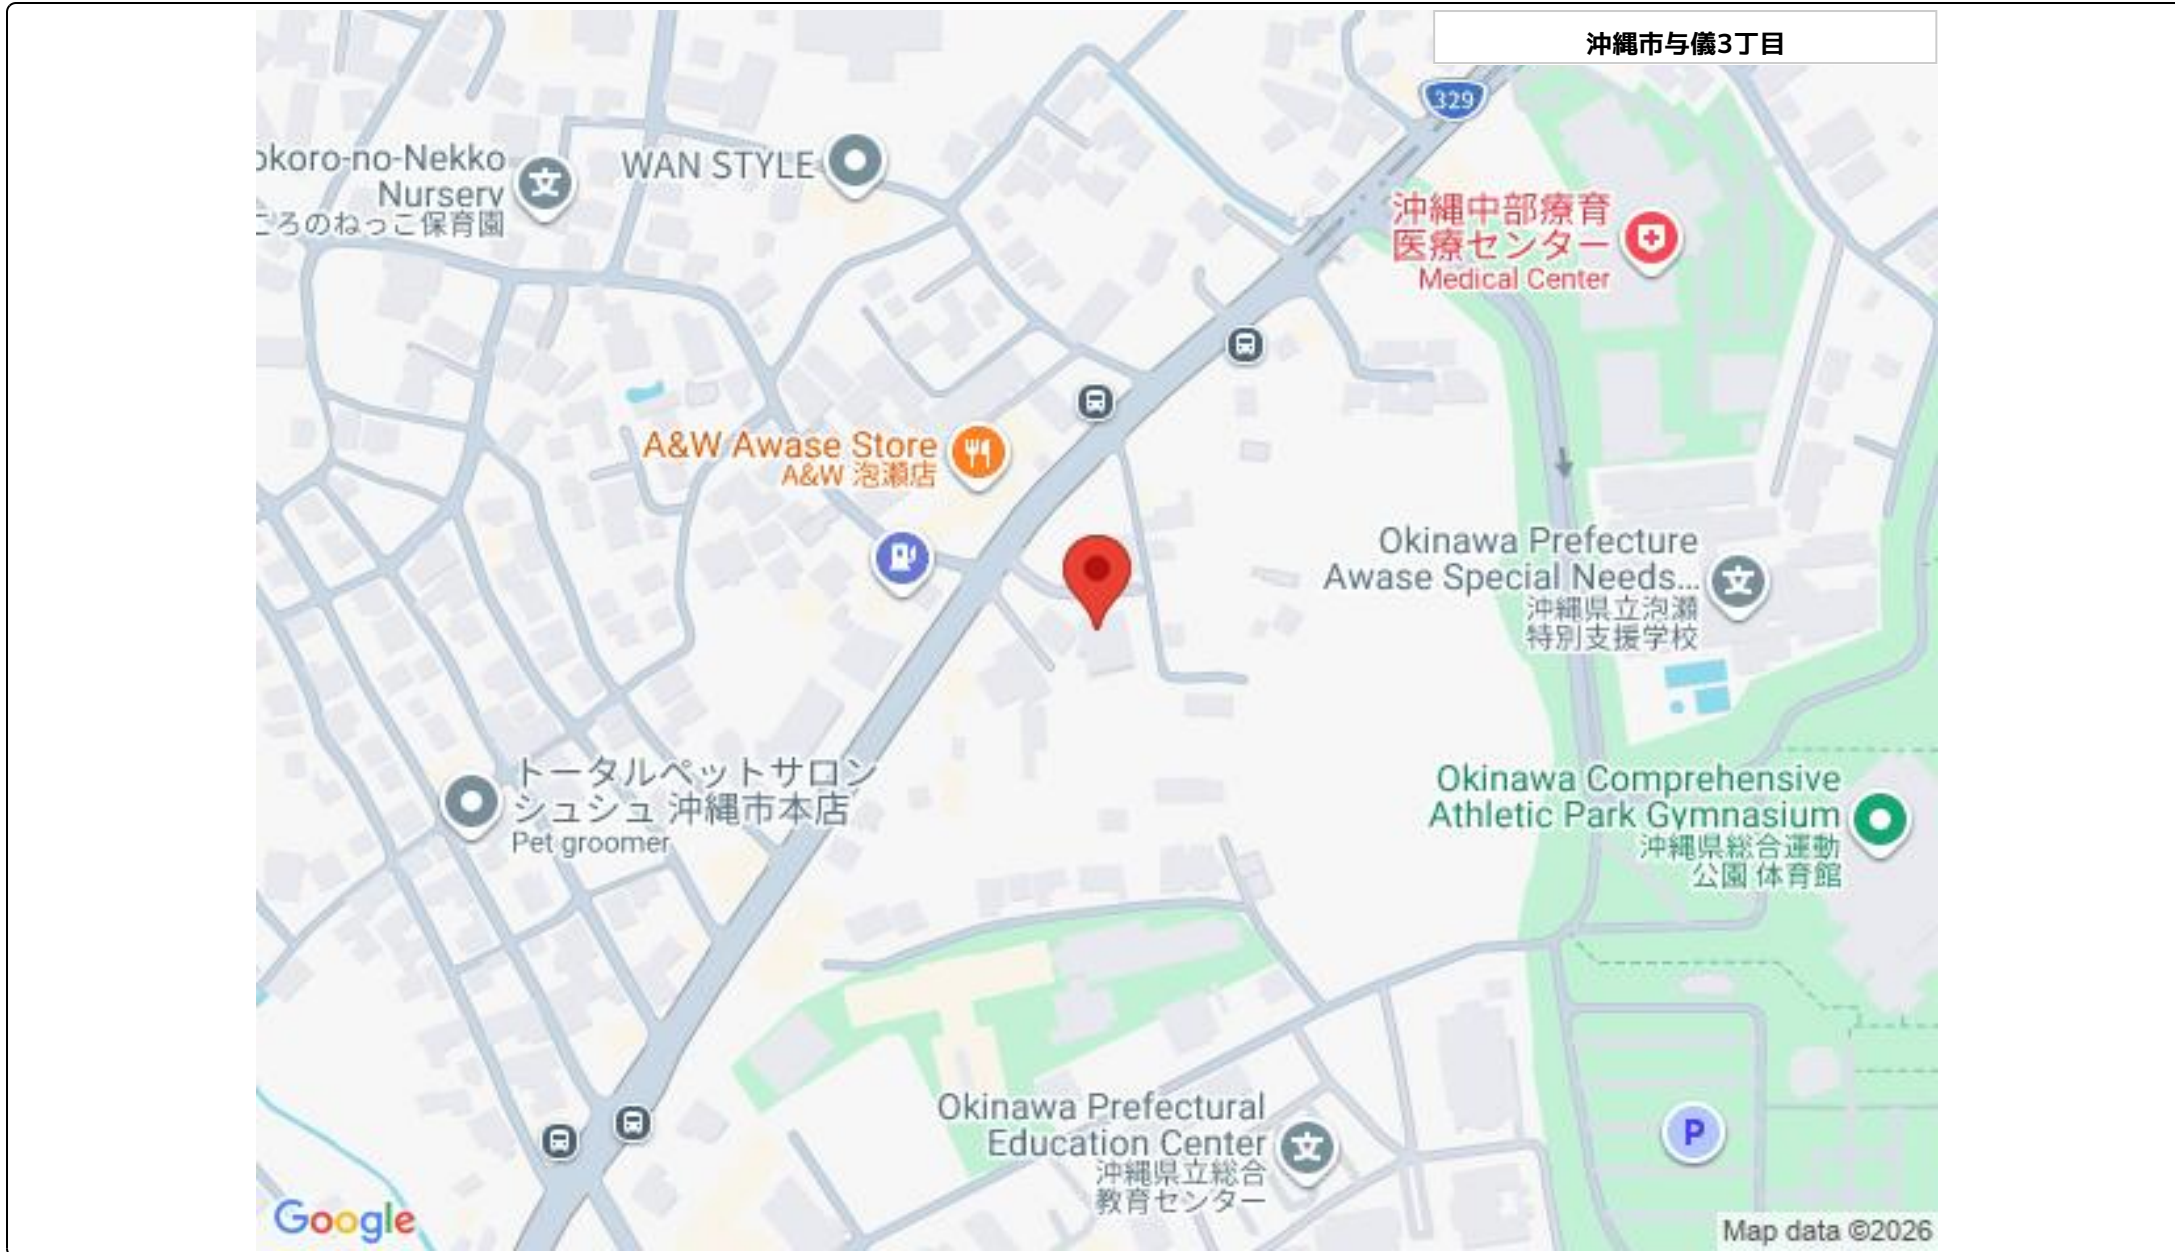 沖縄市与儀3丁目
329
okoro-no-Nekko
Nursery
ころのねっこ保育園
WAN STYLE
沖縄中部療育
医療センター
Medical Center
A&W Awase Store
A&W 泡瀬店
Okinawa Prefecture
Awase Special Needs...
沖縄県立泡瀬
特別支援学校
トータルペットサロン
シュシュ 沖縄市本店
Pet groomer
Okinawa Comprehensive
Athletic Park Gymnasium
沖縄県総合運動
公園 体育館
Okinawa Prefectural
Education Center
沖縄県立総合
教育センター
P
Google
Map data ©2026